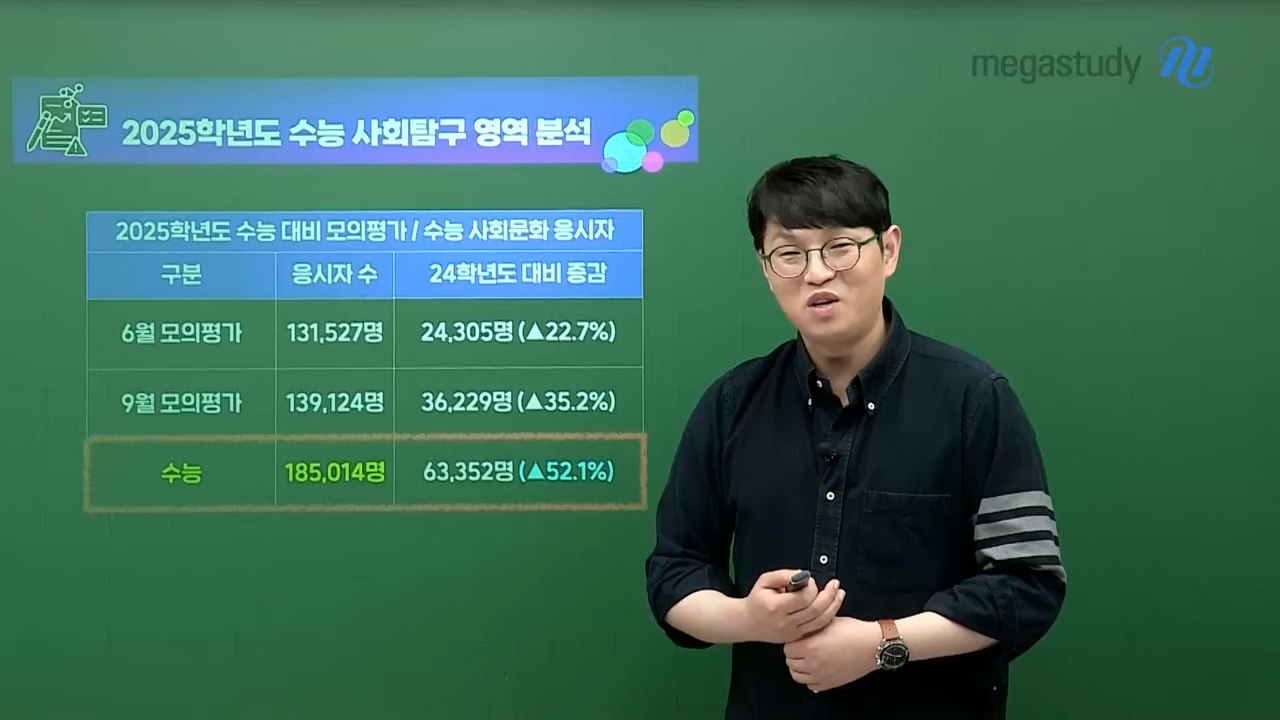 megastudy
2025학년도 수능 사회탐구 영역 분석
2025학년도 수능 대비 모의평가 / 수능 사회문화 응시자
구분 응시자 수 24학년도 대비 증감
6월 모의평가 131,527명 24,305명 (▲22.7%)
9월 모의평가 139,124명 36,229명 (▲35.2%)
수능 185,014명 63,352명 (▲52.1%)